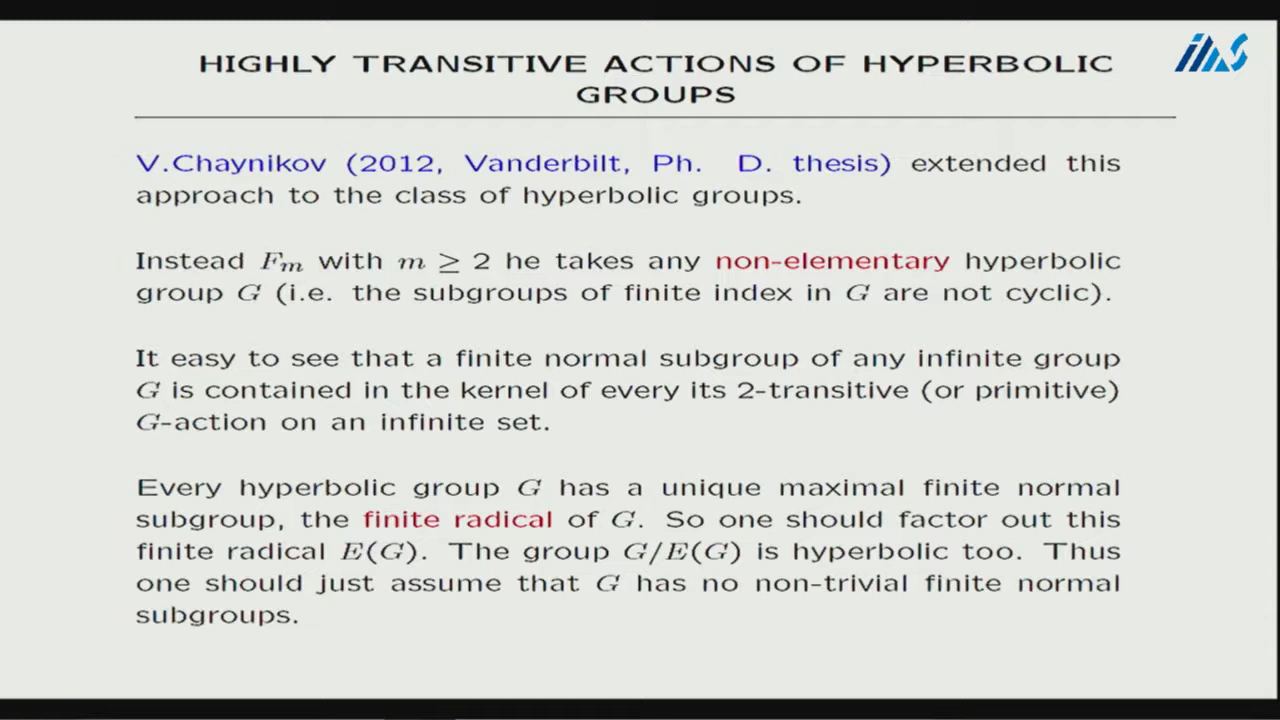 HIGHLY TRANSITIVE ACTIONS OF HYPERBOLIC
GROUPS
IIAS
V.Chaynikov (2012, Vanderbilt, Ph. D. thesis) extended this
approach to the class of hyperbolic groups.
Instead F_m with m ≥ 2 he takes any non-elementary hyperbolic
group G (i.e. the subgroups of finite index in G are not cyclic).
It easy to see that a finite normal subgroup of any infinite group
G is contained in the kernel of every its 2-transitive (or primitive)
G-action on an infinite set.
Every hyperbolic group G has a unique maximal finite normal
subgroup, the finite radical of G. So one should factor out this
finite radical E(G). The group G/E(G) is hyperbolic too. Thus
one should just assume that G has no non-trivial finite normal
subgroups.